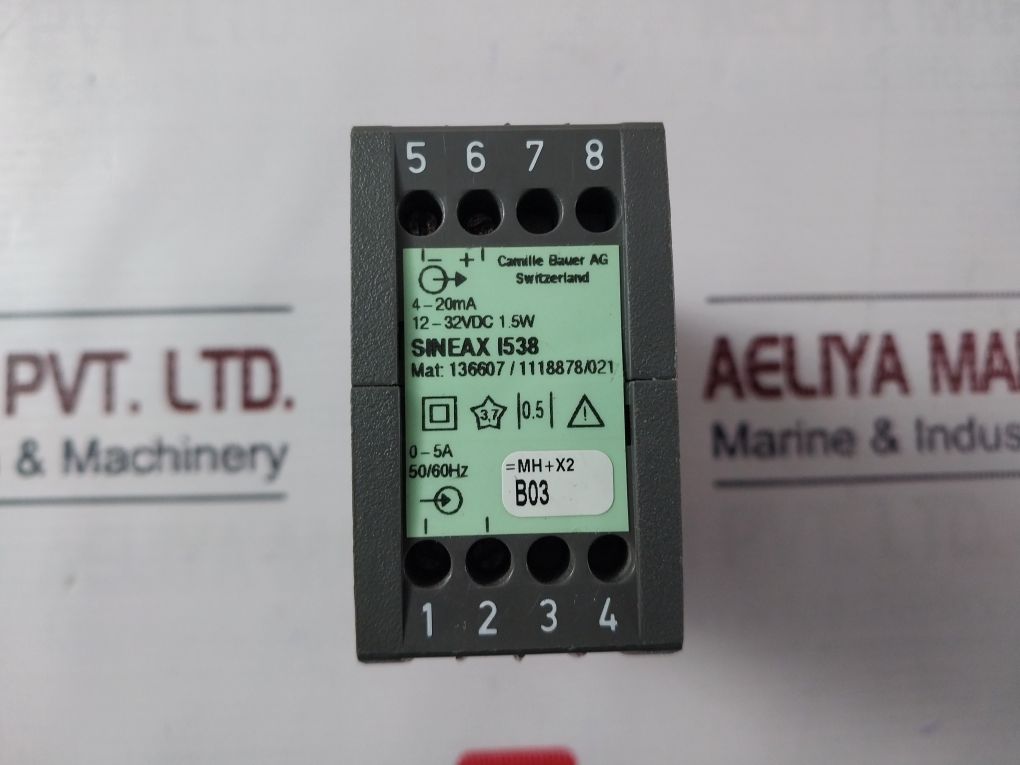 5 6 7 8
− +
Camille Bauer AG
Switzerland
4 – 20mA
12 – 32VDC 1.5W
SINEAX I538
Mat: 136607 / 1118878/021
3,7 0.5 !
0 – 5A
50/60Hz
=MH+X2
B03
1 2 3 4
PVT. LTD.
& Machinery
AELIYA
Marine &